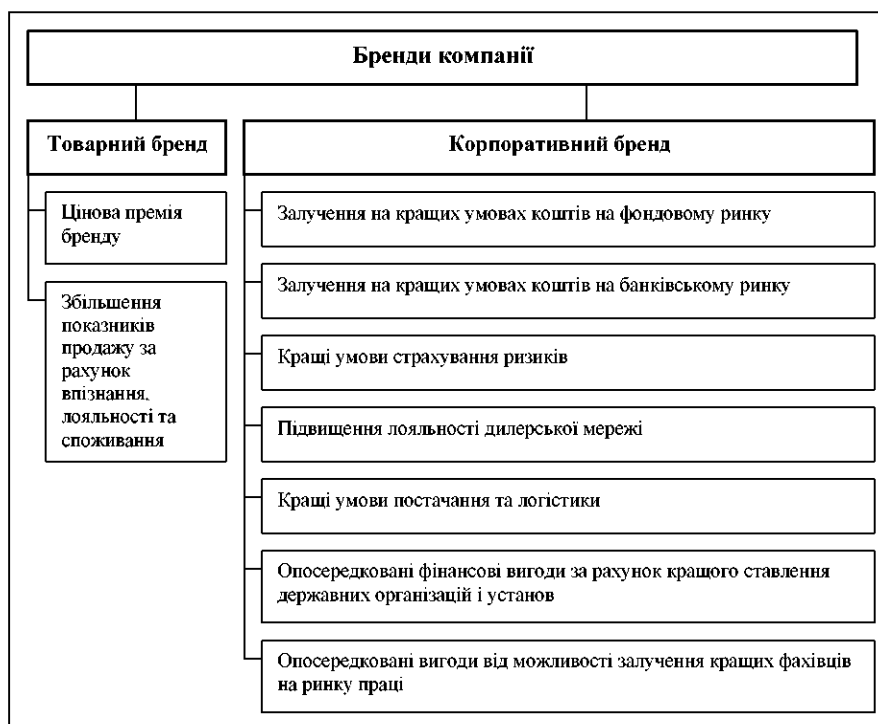 Бренди компанії
Товарний бренд
Цінова премія
бренду
Збільшення
показників
продажу за
рахунок
впізнання,
лояльності та
споживання
Корпоративний бренд
Залучення на кращих умовах коштів на фондовому ринку
Залучення на кращих умовах коштів на банківському ринку
Кращі умови страхування ризиків
Підвищення лояльності дилерської мережі
Кращі умови постачання та логістики
Опосередковані фінансові вигоди за рахунок кращого ставлення
державних організацій і установ
Опосередковані вигоди від можливості залучення кращих фахівців
на ринку праці